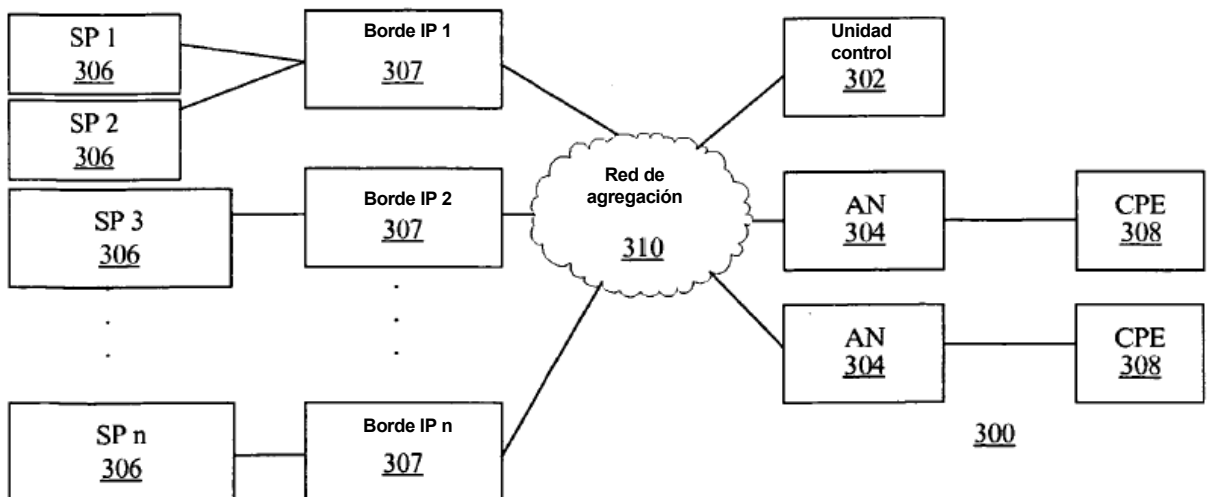 SP 1
306
SP 2
306
SP 3
306
SP n
306
Borde IP 1
307
Borde IP 2
307
Borde IP n
307
Red de
agregación
310
Unidad
control
302
AN
304
CPE
308
AN
304
CPE
308
300